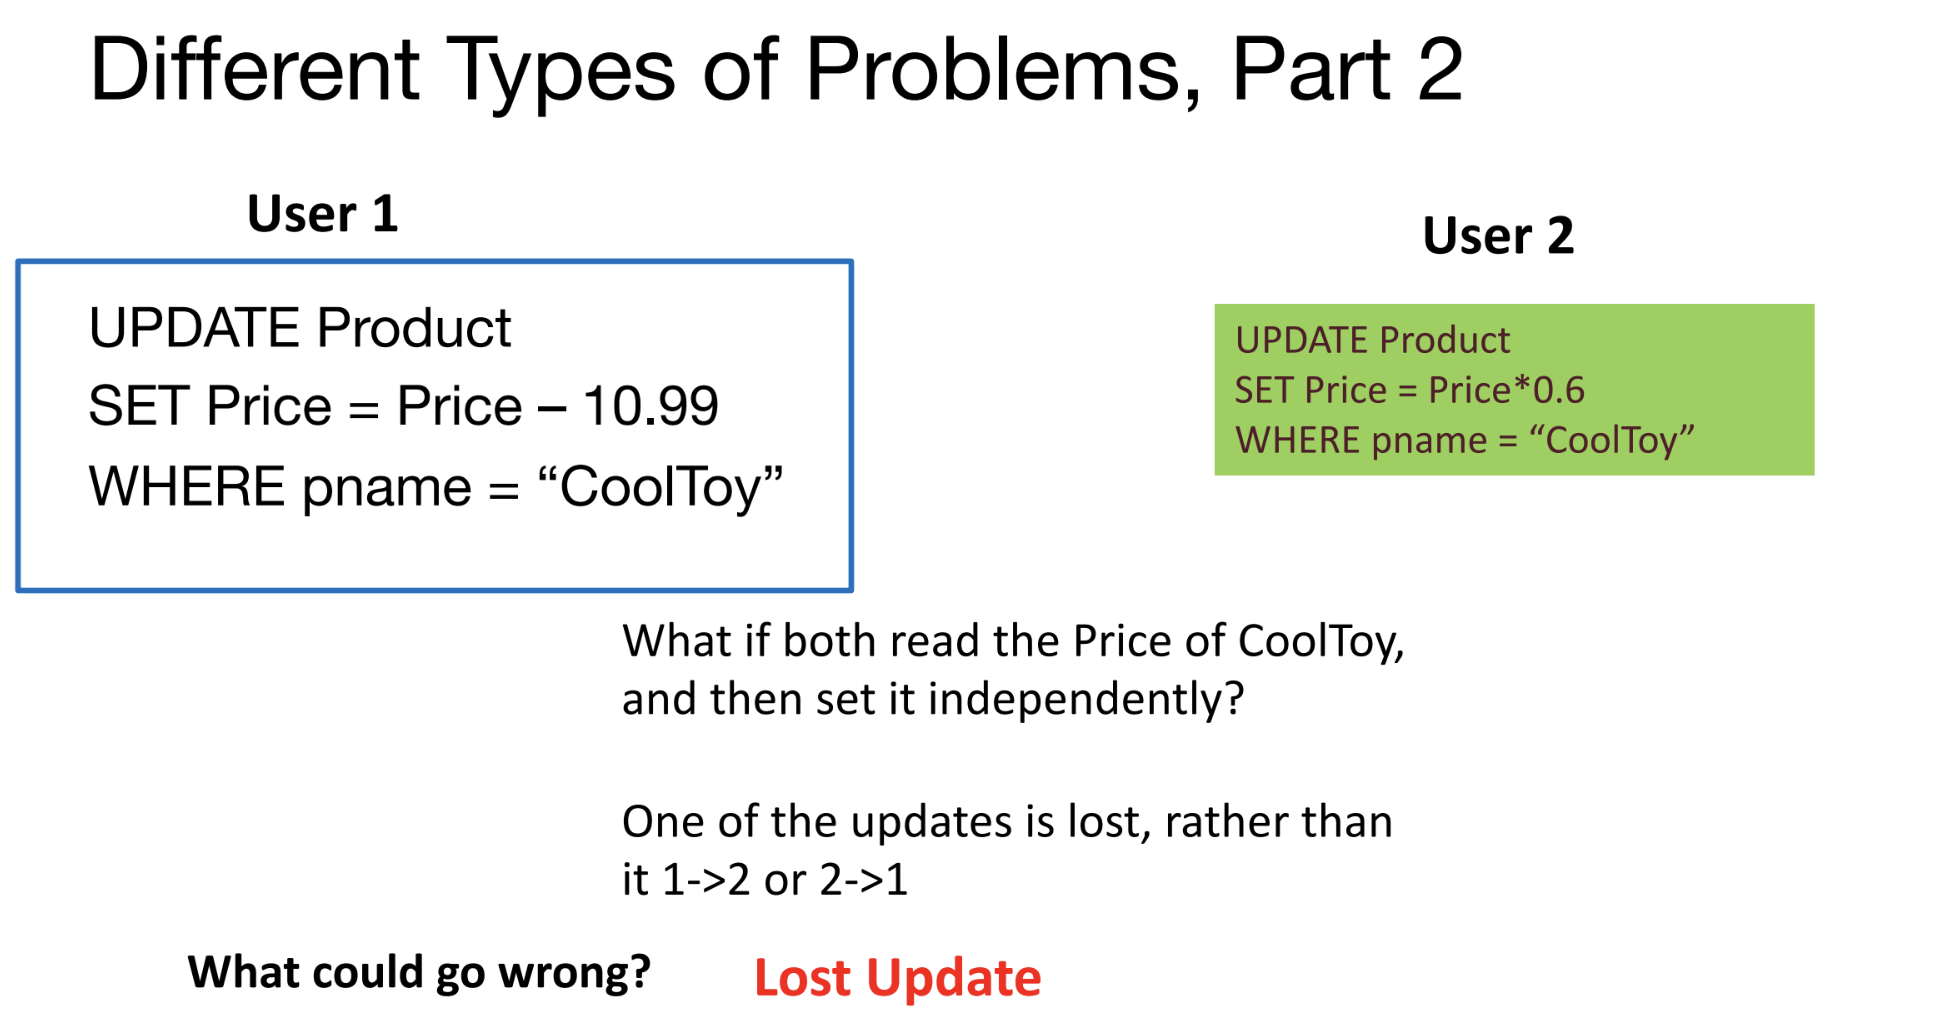 Different Types of Problems, Part 2
User 1
UPDATE Product
SET Price = Price – 10.99
WHERE pname = “CoolToy”
User 2
UPDATE Product
SET Price = Price*0.6
WHERE pname = “CoolToy”
What if both read the Price of CoolToy,
and then set it independently?
One of the updates is lost, rather than
it 1->2 or 2->1
What could go wrong?
Lost Update